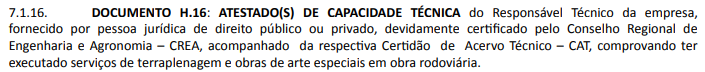 7.1.16. DOCUMENTO H.16: ATESTADO(S) DE CAPACIDADE TÉCNICA do Responsável Técnico da empresa,
fornecido por pessoa jurídica de direito público ou privado, devidamente certificado pelo Conselho Regional de
Engenharia e Agronomia – CREA, acompanhado da respectiva Certidão de Acervo Técnico – CAT, comprovando ter
executado serviços de terraplenagem e obras de arte especiais em obra rodoviária.